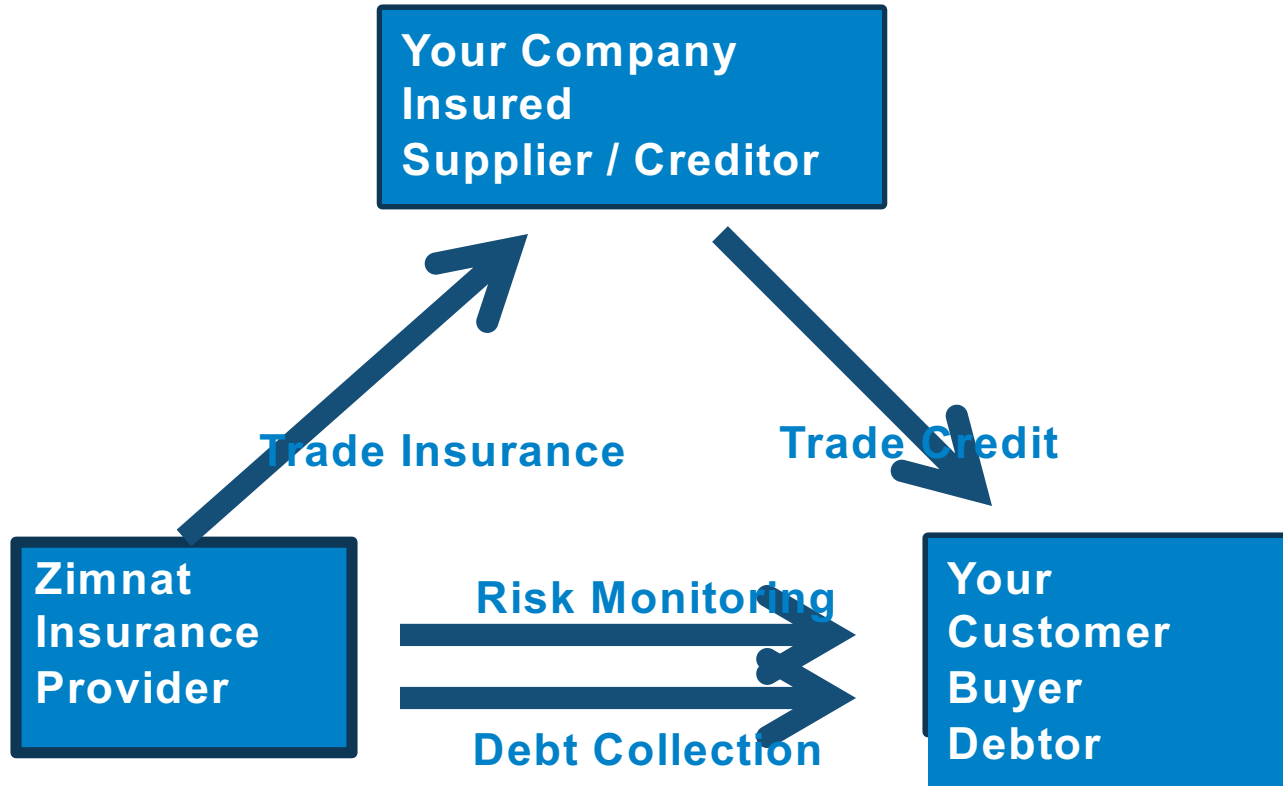 Your Company
Insured
Supplier / Creditor
Trade Insurance
Trade Credit
Zimnat
Insurance
Provider
Risk Monitoring
Debt Collection
Your
Customer
Buyer
Debtor